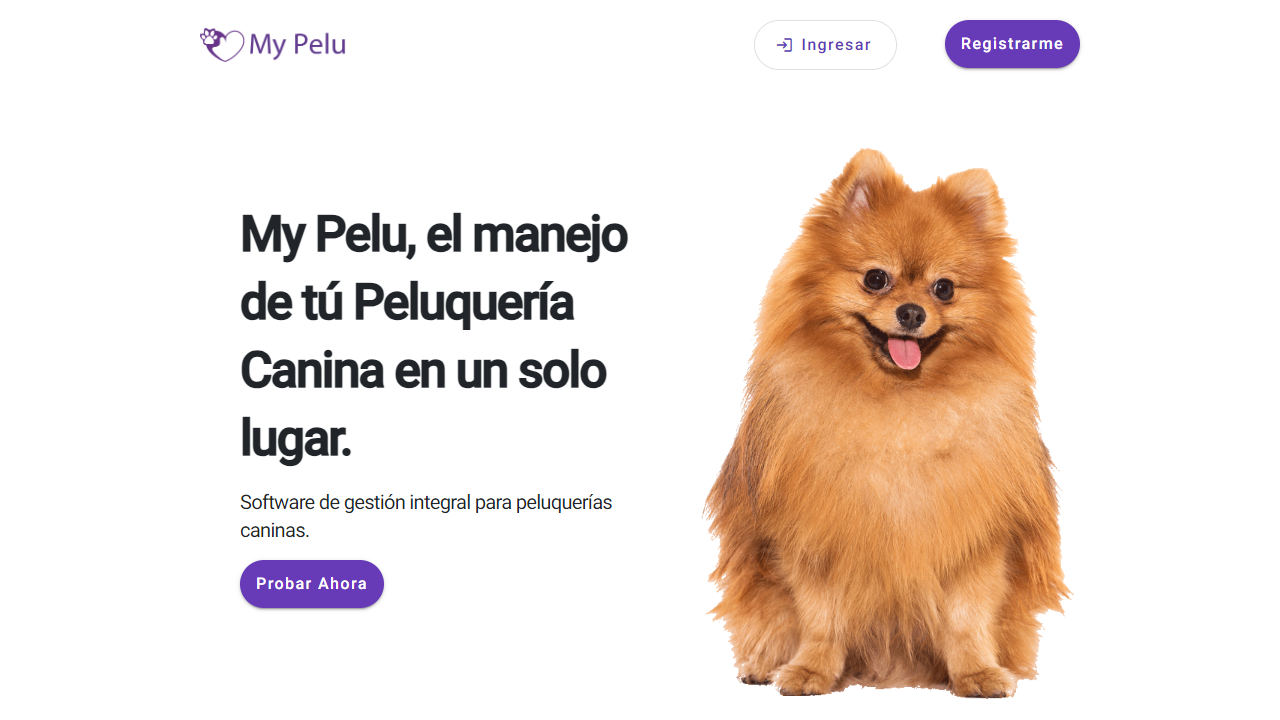 My Pelu
Ingresar
Registrarme
My Pelu, el manejo
de tú Peluquería
Canina en un solo
lugar.
Software de gestión integral para peluquerías
caninas.
Probar Ahora